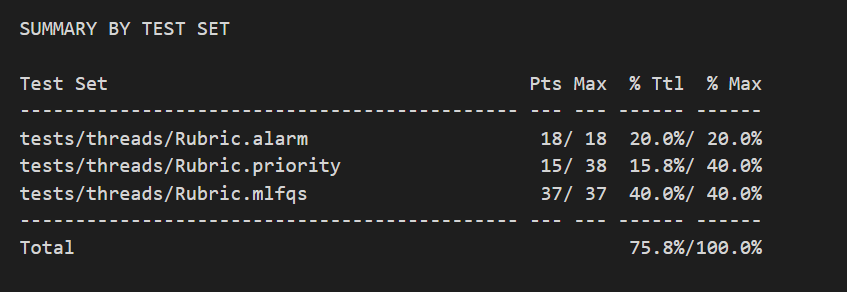 SUMMARY BY TEST SET
Test Set Pts Max % Ttl % Max
--------------------------------------------- --- --- ------ ------
tests/threads/Rubric.alarm 18/ 18 20.0%/ 20.0%
tests/threads/Rubric.priority 15/ 38 15.8%/ 40.0%
tests/threads/Rubric.mlfqs 37/ 37 40.0%/ 40.0%
--------------------------------------------- --- --- ------ ------
Total 75.8%/100.0%